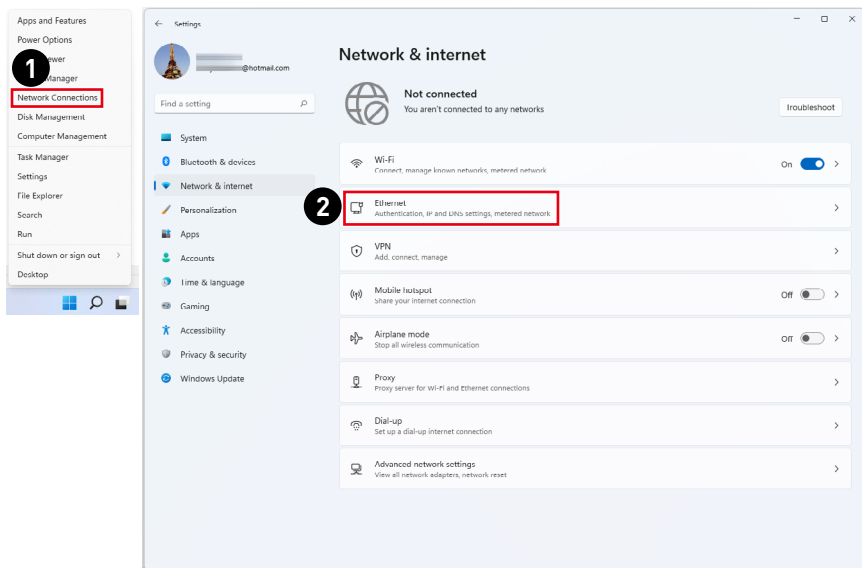 Apps and Features
Power Options
ewer
1
Manager
Network Connections
Disk Management
Computer Management
Task Manager
Settings
File Explorer
Search
Run
Shut down or sign out
Desktop
Settings
@hotmail.com
Find a setting
System
Bluetooth & devices
Network & internet
Personalization
Apps
Accounts
Time & language
Gaming
Accessibility
Privacy & security
Windows Update
Network & internet
Not connected
You aren't connected to any networks
Troubleshoot
Wi-Fi
Connect, manage known networks, metered network
On
2
Ethernet
Authentication, IP and DNS settings, metered network
VPN
Add, connect, manage
Mobile hotspot
Share your internet connection
Off
Airplane mode
Stop all wireless communication
Off
Proxy
Proxy server for Wi-Fi and Ethernet connections
Dial-up
Set up a dial-up internet connection
Advanced network settings
View all network adapters, network reset